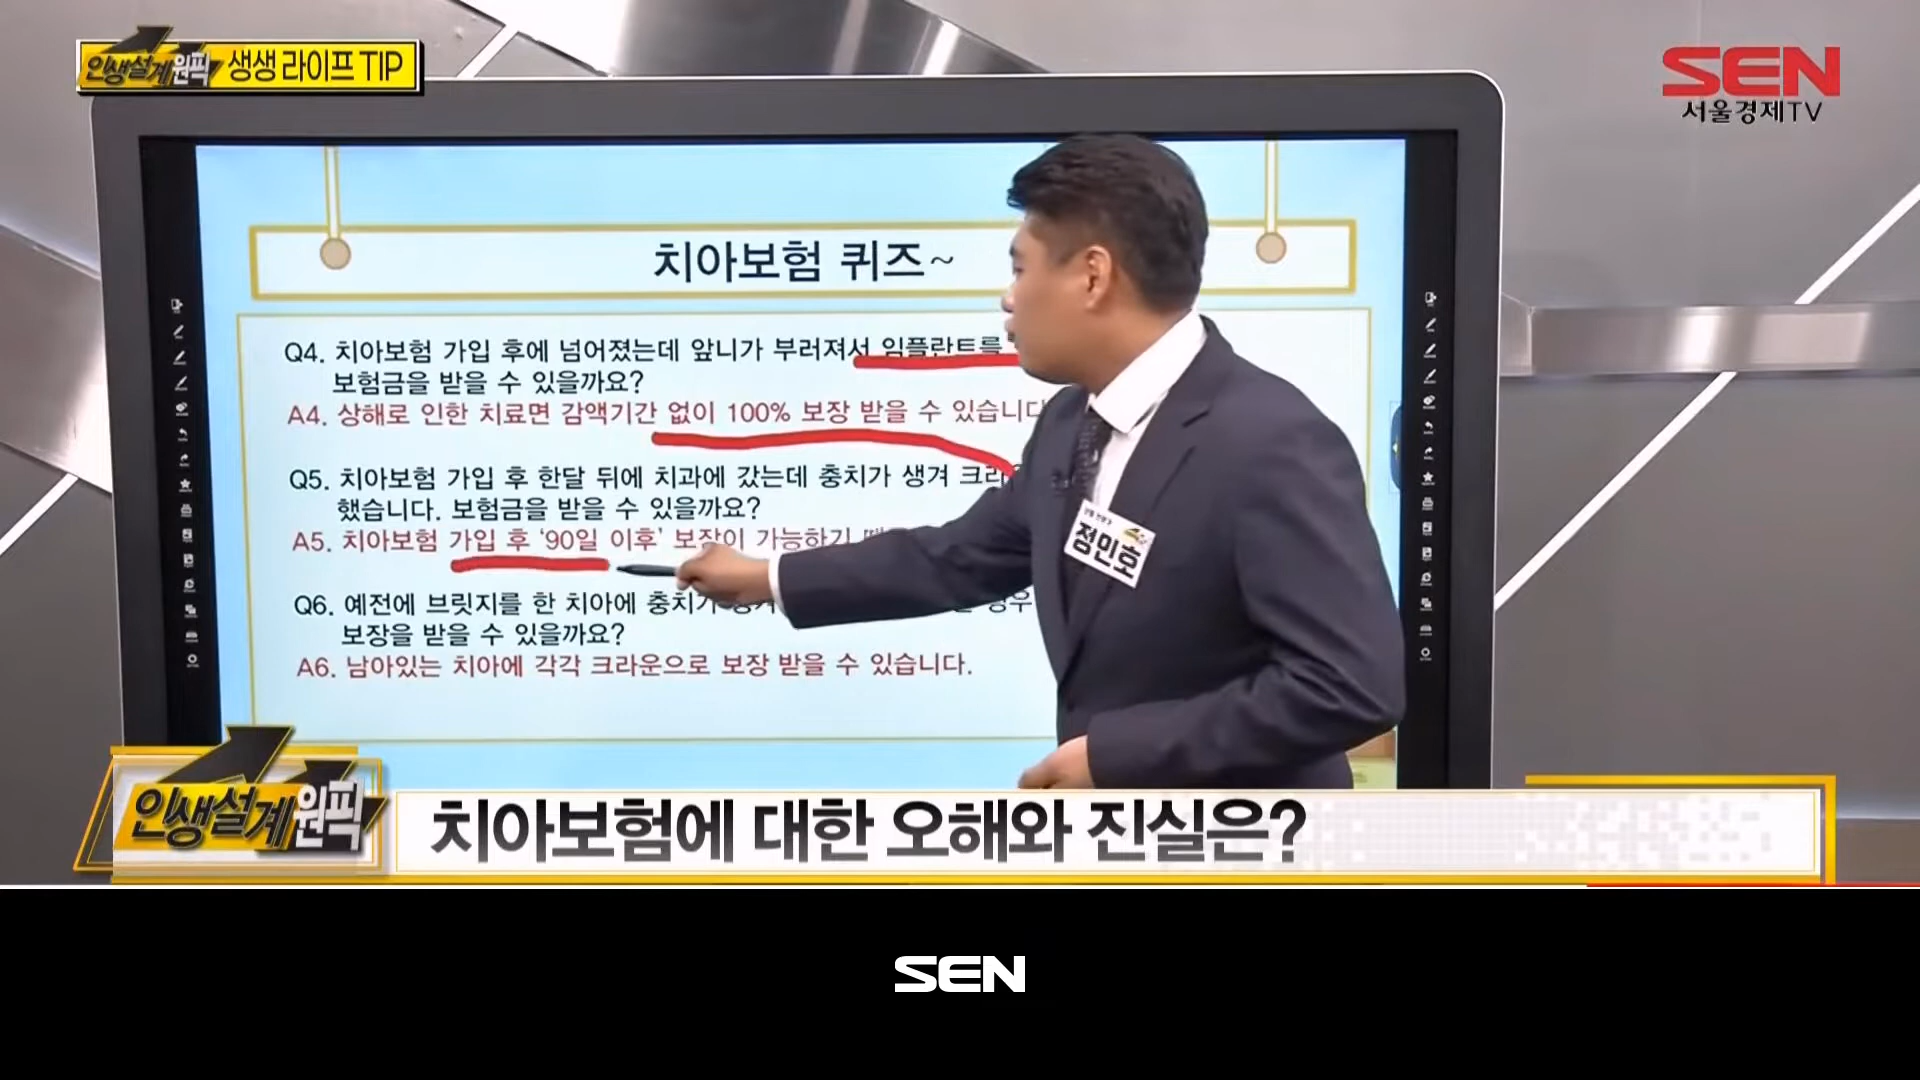 인생설계원픽 생생 라이프 TIP
SEN
서울경제TV
치아보험 퀴즈~
Q4. 치아보험 가입 후에 넘어졌는데 앞니가 부러져서 임플란트를
보험금을 받을 수 있을까요?
A4. 상해로 인한 치료면 감액기간 없이 100% 보장 받을 수 있습니다
Q5. 치아보험 가입 후 한달 뒤에 치과에 갔는데 충치가 생겨
했습니다. 보험금을 받을 수 있을까요?
A5. 치아보험 가입 후 '90일 이후' 보장이 가능하기
Q6. 예전에 브릿지를 한 치아에 충치가
보장을 받을 수 있을까요?
A6. 남아있는 치아에 각각 크라운으로 보장 받을 수 있습니다.
정민호
인생설계원픽
치아보험에 대한 오해와 진실은?
SEN